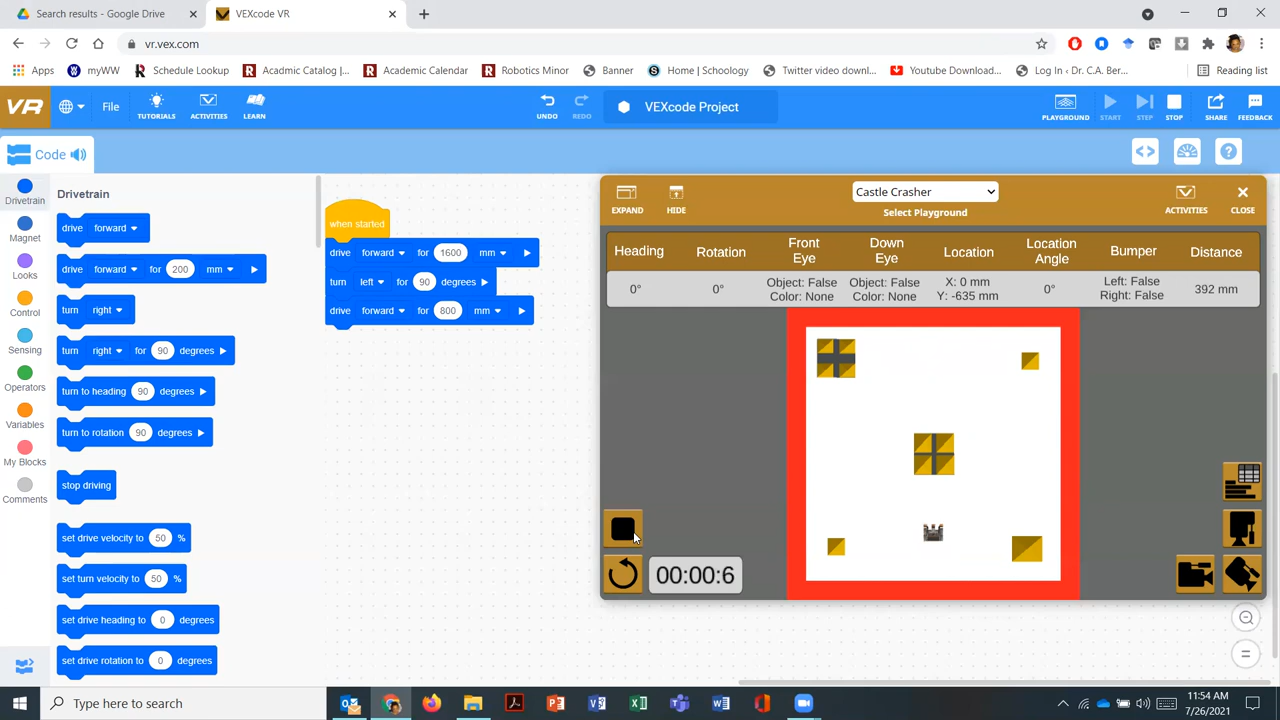 Search results - Google Drive
VEXcode VR
vr.vex.com
Apps
myWW
Schedule Lookup
Acadmic Catalog |...
Academic Calendar
Robotics Minor
Banner
Home | Schoology
Twitter video downl...
Youtube Download...
Log In ‹ Dr. C.A. Ber...
Reading list
VR
File
TUTORIALS
ACTIVITIES
LEARN
UNDO
REDO
VEXcode Project
PLAYGROUND
START
STEP
STOP
SHARE
FEEDBACK
Code
Drivetrain
Magnet
Looks
Control
Sensing
Operators
Variables
My Blocks
Comments
Drivetrain
drive forward
drive forward for 200 mm
turn right
turn right for 90 degrees
turn to heading 90 degrees
turn to rotation 90 degrees
stop driving
set drive velocity to 50 %
set turn velocity to 50 %
set drive heading to 0 degrees
set drive rotation to 0 degrees
when started
drive forward for 1600 mm
turn left for 90 degrees
drive forward for 800 mm
EXPAND
HIDE
Castle Crasher
Select Playground
ACTIVITIES
CLOSE
Heading Rotation Front Eye Down Eye Location Location Angle Bumper Distance
0° 0° Object: False Color: None Object: False Color: None X: 0 mm Y: -635 mm 0° Left: False Right: False 392 mm
00:00:6
Type here to search
11:54 AM
7/26/2021